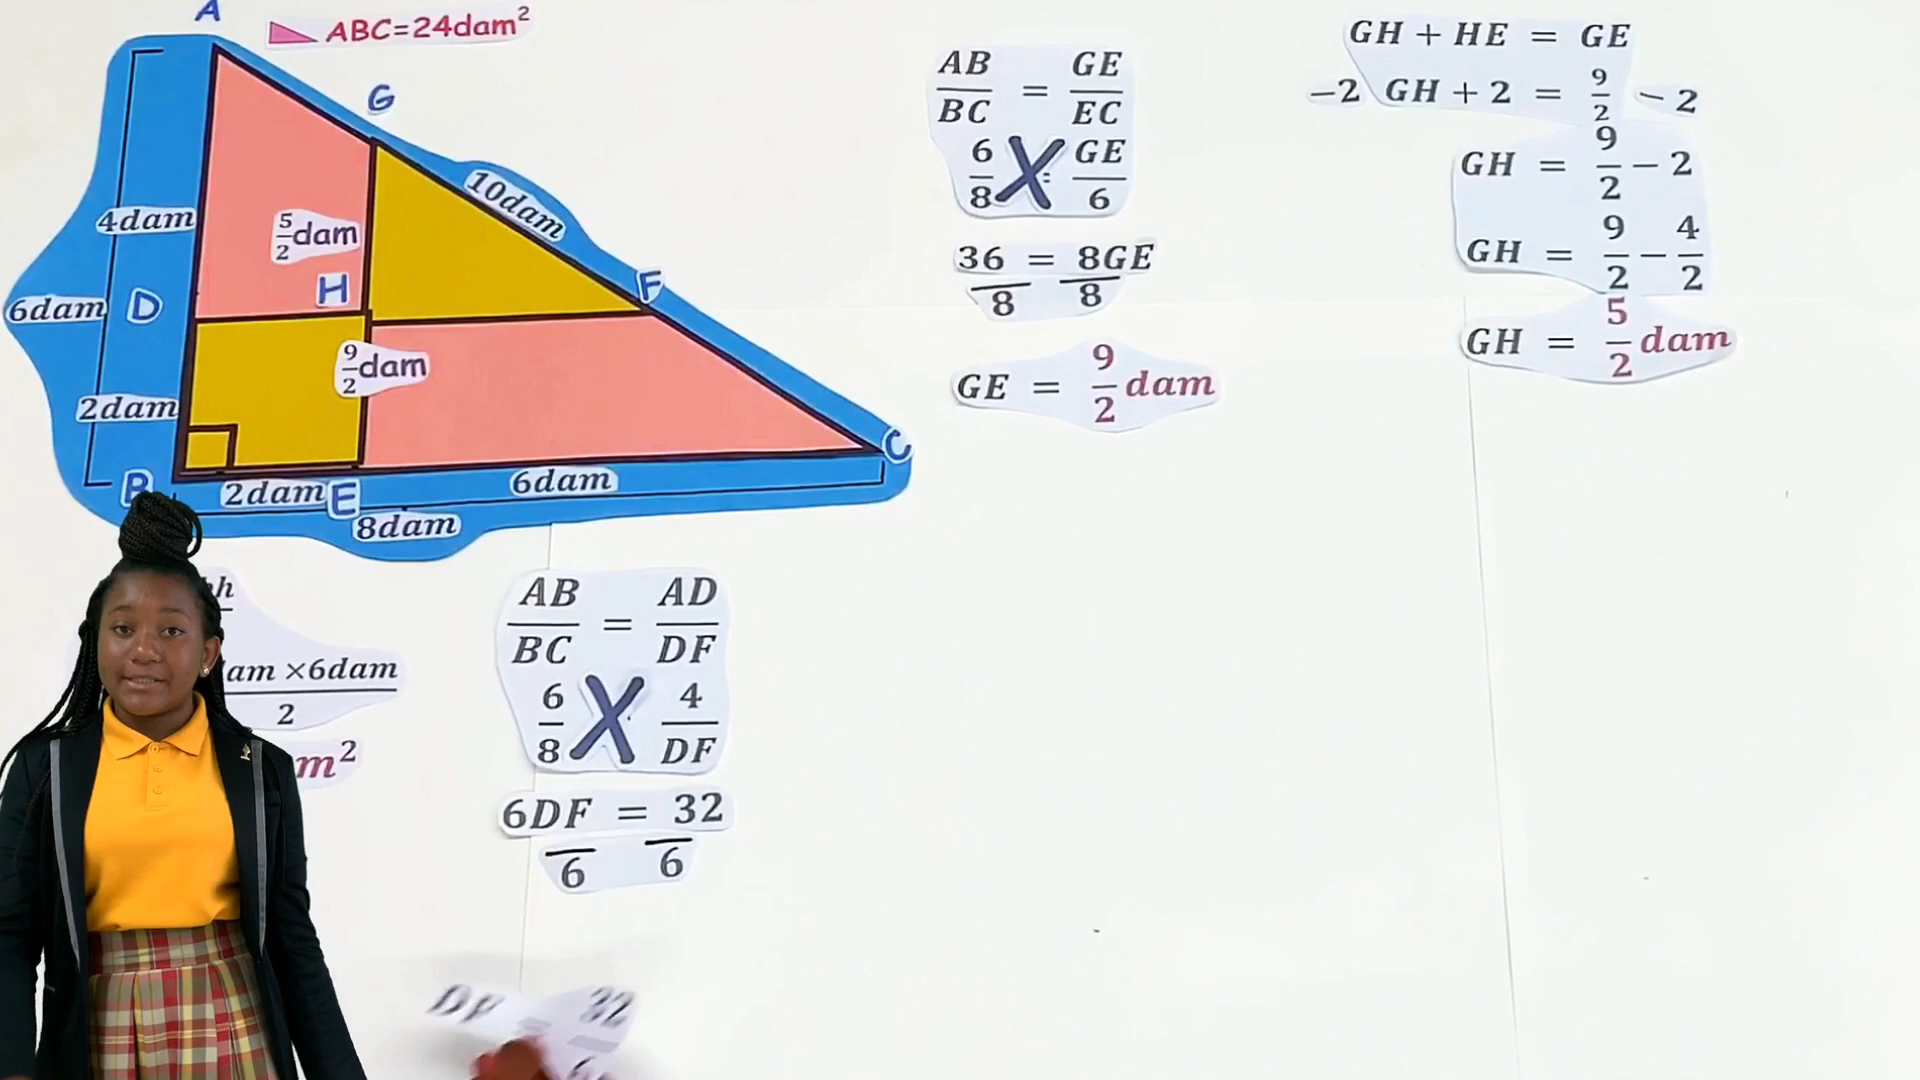 A
ABC=24dam²
G
10dam
4dam
5/2 dam
H
F
6dam
D
9/2 dam
2dam
C
B
2dam
E
6dam
8dam
am ×6dam
2
m²
AB/BC = AD/DF
6/8 X 4/DF
6DF = 32
6 6
DF = 32
AB/BC = GE/EC
6/8 X = GE/6
36 = 8GE
8 8
GE = 9/2 dam
GH + HE = GE
−2 GH + 2 = 9/2 − 2
GH = 9/2 − 2
GH = 9/2 − 4/2
GH = 5/2 dam